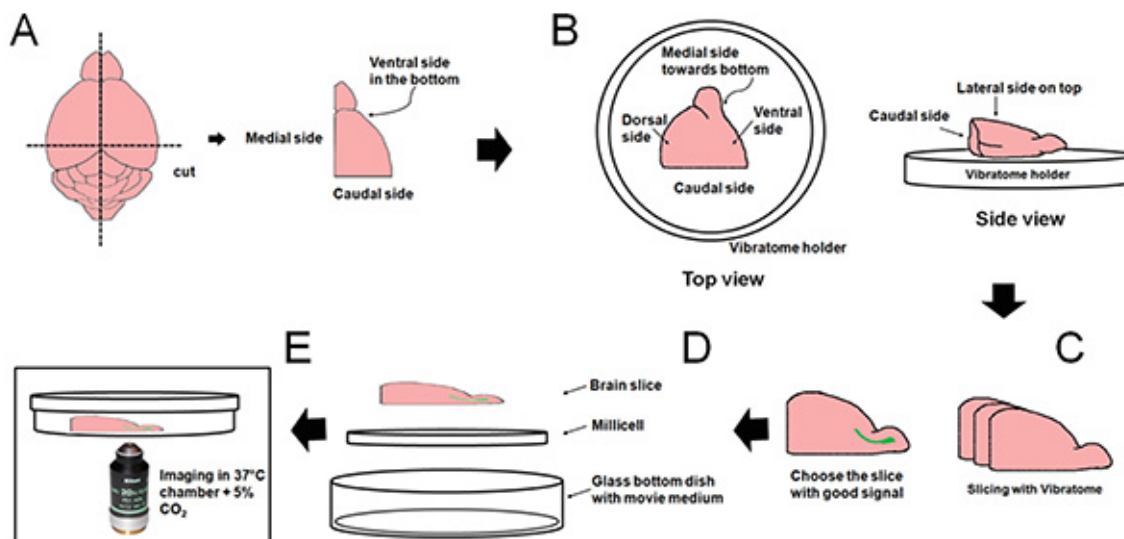 A
Ventral side
in the bottom
Medial side
cut
Caudal side
B
Medial side
towards bottom
Dorsal
side
Ventral
side
Caudal side
Vibratome holder
Top view
Lateral side on top
Caudal side
Vibratome holder
Side view
C
Slicing with Vibratome
D
Choose the slice
with good signal
E
Brain slice
Millicell
Glass bottom dish
with movie medium
Imaging in 37°C
chamber + 5%
CO2